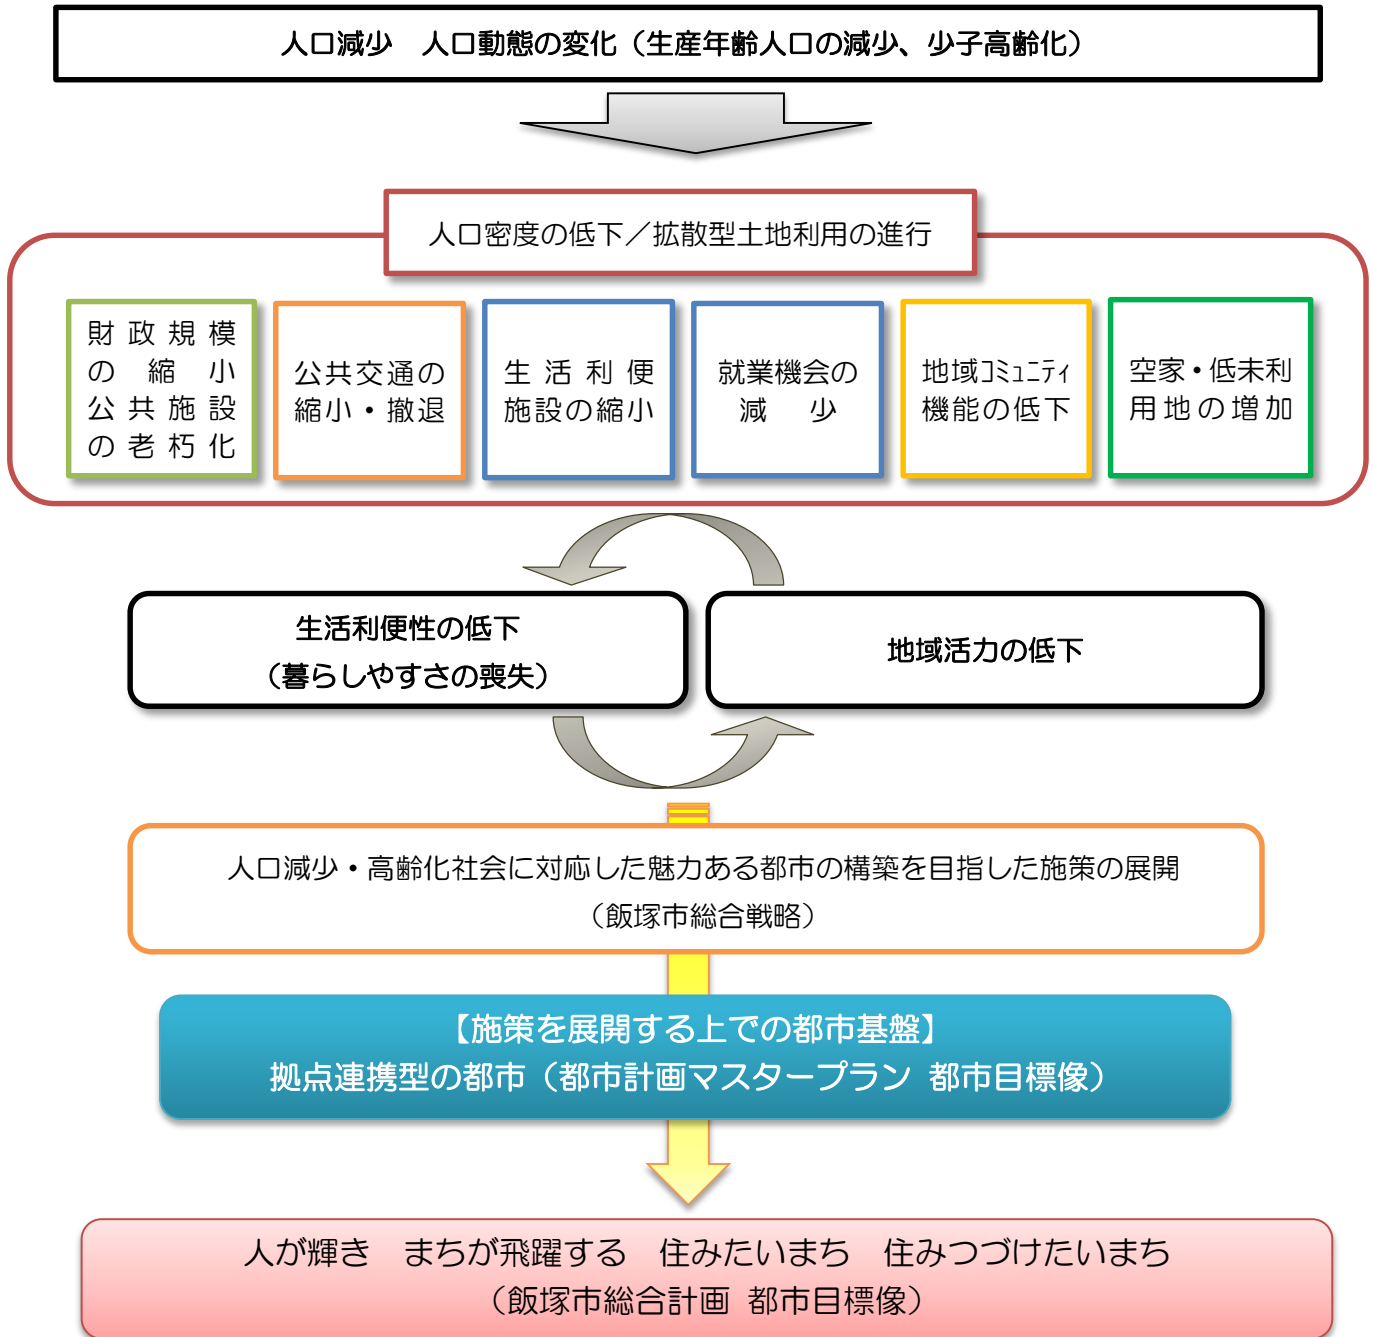 人口減少　人口動態の変化（生産年齢人口の減少、少子高齢化）
人口密度の低下／拡散型土地利用の進行
財政規模
の縮小
公共施設
の老朽化
公共交通の
縮小・撤退
生活利便
施設の縮小
就業機会の
減少
地域ｺﾐｭﾆﾃｨ
機能の低下
空家・低未利
用地の増加
生活利便性の低下
（暮らしやすさの喪失）
地域活力の低下
人口減少・高齢化社会に対応した魅力ある都市の構築を目指した施策の展開
（飯塚市総合戦略）
【施策を展開する上での都市基盤】
拠点連携型の都市（都市計画マスタープラン 都市目標像）
人が輝き　まちが飛躍する　住みたいまち　住みつづけたいまち
（飯塚市総合計画 都市目標像）